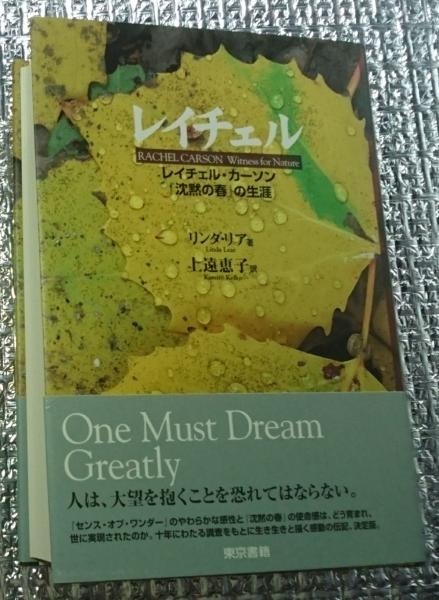 レイチェル
RACHEL CARSON Witness for Nature
レイチェル・カーソン
「沈黙の春」の生涯
リンダ・リア著
Linda Lear
上遠恵子訳
Kamito Keiko
One Must Dream
Greatly
人は、大望を抱くことを恐れてはならない。
『センス・オブ・ワンダー』のやわらかな感性と『沈黙の春』の使命感は、どう育まれ、
世に実現されたのか。十年にわたる調査をもとに生き生きと描く感動の伝記、決定版。
東京書籍